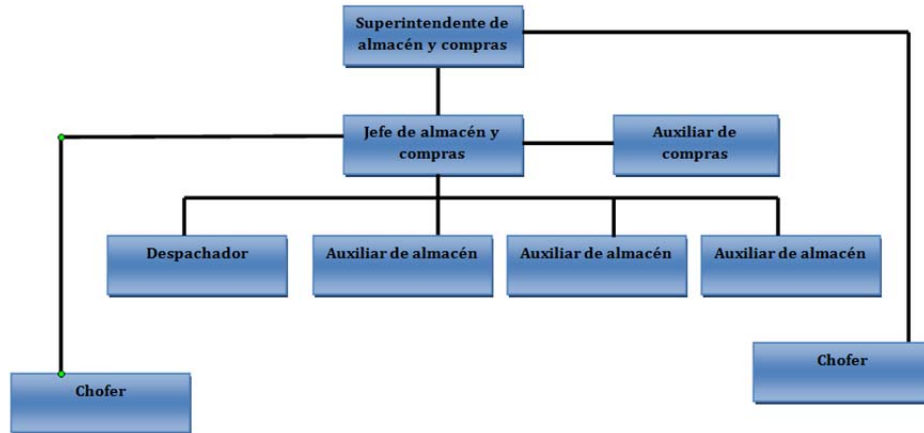 Superintendente de
almacén y compras
Jefe de almacén y
compras
Auxiliar de
compras
Despachador
Auxiliar de almacén
Auxiliar de almacén
Auxiliar de almacén
Chofer
Chofer